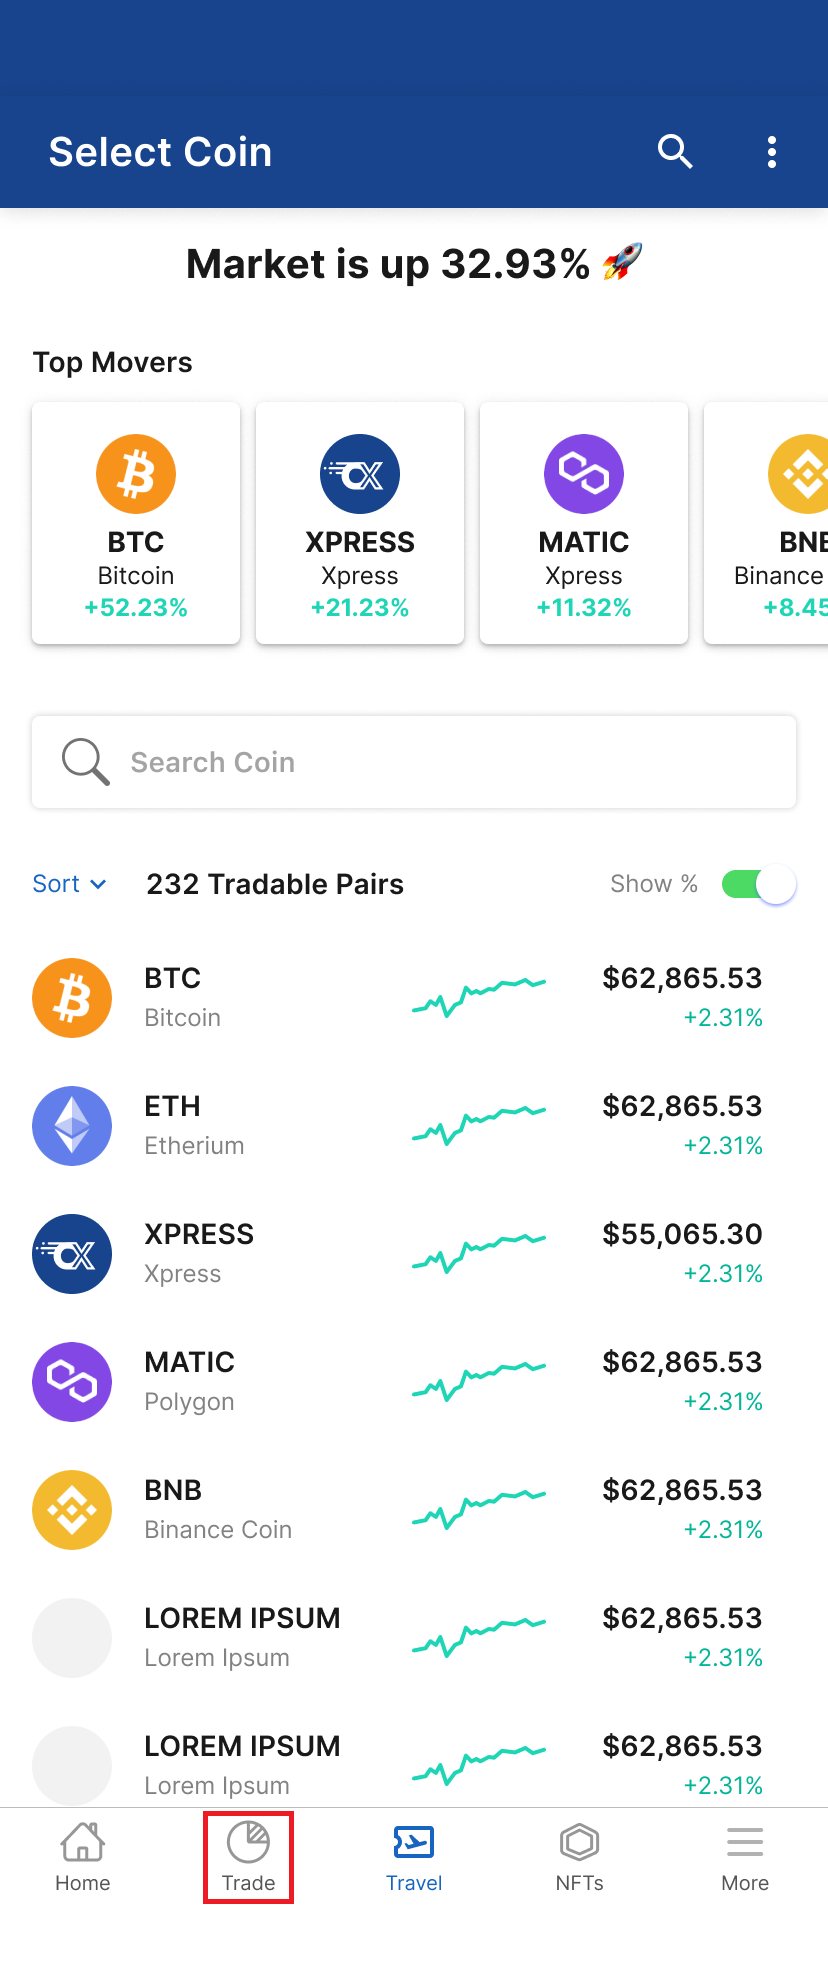 Select Coin
Market is up 32.93% 🚀
Top Movers
BTC
Bitcoin
+52.23%
XPRESS
Xpress
+21.23%
MATIC
Xpress
+11.32%
BNB
Binance
+8.45
Search Coin
Sort 232 Tradable Pairs Show %
BTC $62,865.53
Bitcoin +2.31%
ETH $62,865.53
Etherium +2.31%
XPRESS $55,065.30
Xpress +2.31%
MATIC $62,865.53
Polygon +2.31%
BNB $62,865.53
Binance Coin +2.31%
LOREM IPSUM $62,865.53
Lorem Ipsum +2.31%
LOREM IPSUM $62,865.53
Lorem Ipsum +2.31%
Home Trade Travel NFTs More